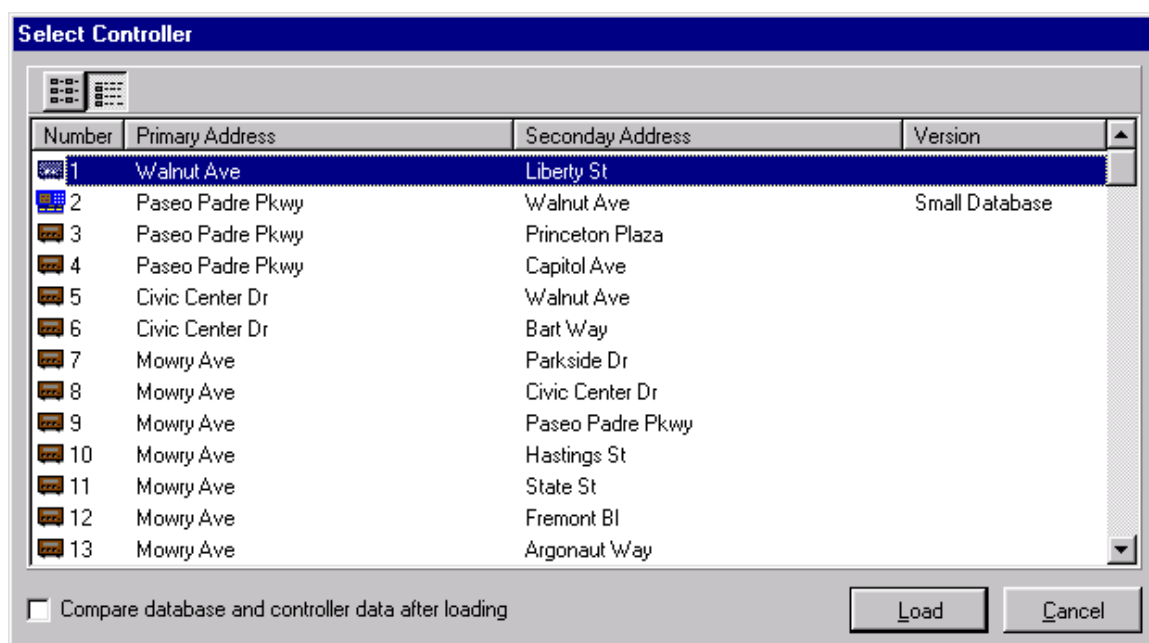 Select Controller
Number Primary Address Seconday Address Version
1 Walnut Ave Liberty St
2 Paseo Padre Pkwy Walnut Ave Small Database
3 Paseo Padre Pkwy Princeton Plaza
4 Paseo Padre Pkwy Capitol Ave
5 Civic Center Dr Walnut Ave
6 Civic Center Dr Bart Way
7 Mowry Ave Parkside Dr
8 Mowry Ave Civic Center Dr
9 Mowry Ave Paseo Padre Pkwy
10 Mowry Ave Hastings St
11 Mowry Ave State St
12 Mowry Ave Fremont Bl
13 Mowry Ave Argonaut Way
Compare database and controller data after loading Load Cancel